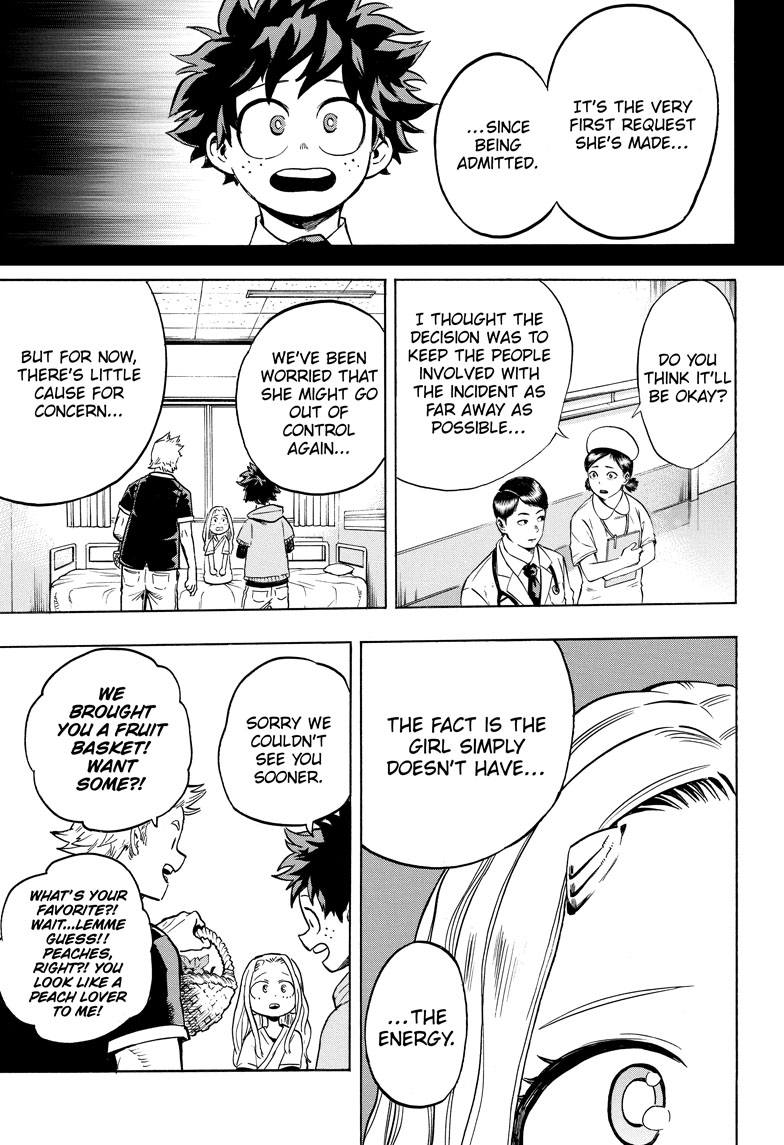 IT'S THE VERY
FIRST REQUEST
SHE'S MADE...
...SINCE
BEING
ADMITTED.
DO YOU
THINK IT'LL
BE OKAY?
I THOUGHT THE
DECISION WAS TO
KEEP THE PEOPLE
INVOLVED WITH
THE INCIDENT AS
FAR AWAY AS
POSSIBLE...
WE'VE BEEN
WORRIED THAT
SHE MIGHT GO
OUT OF
CONTROL
AGAIN...
BUT FOR NOW,
THERE'S LITTLE
CAUSE FOR
CONCERN...
THE FACT IS THE
GIRL SIMPLY
DOESN'T HAVE...
...THE
ENERGY.
SORRY WE
COULDN'T
SEE YOU
SOONER.
WE
BROUGHT
YOU A FRUIT
BASKET!
WANT
SOME?!
WHAT'S YOUR
FAVORITE?!
WAIT...LEMME
GUESS!!
PEACHES,
RIGHT?! YOU
LOOK LIKE A
PEACH LOVER
TO ME!